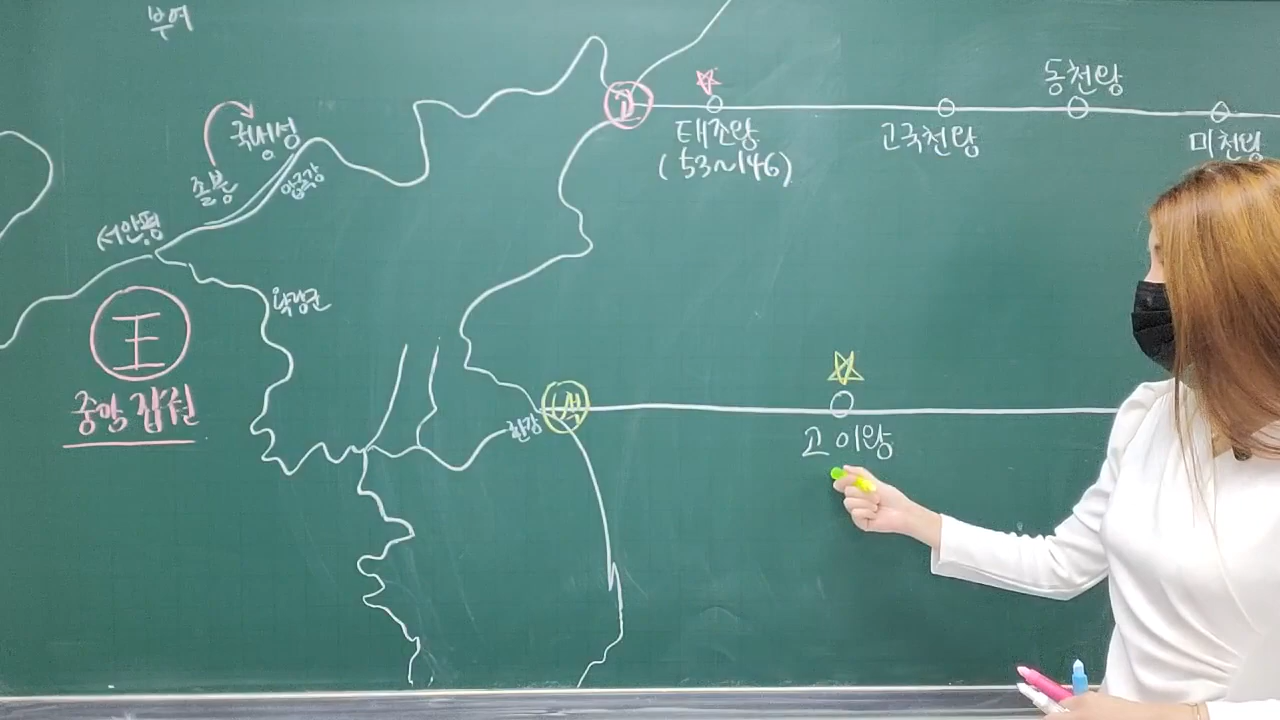 부여
동천왕
국내성
고
태조왕
(53~146)
고국천왕
미천왕
졸본
압록강
서안평
낙랑군
王
중앙 집권
한강
백
고이왕